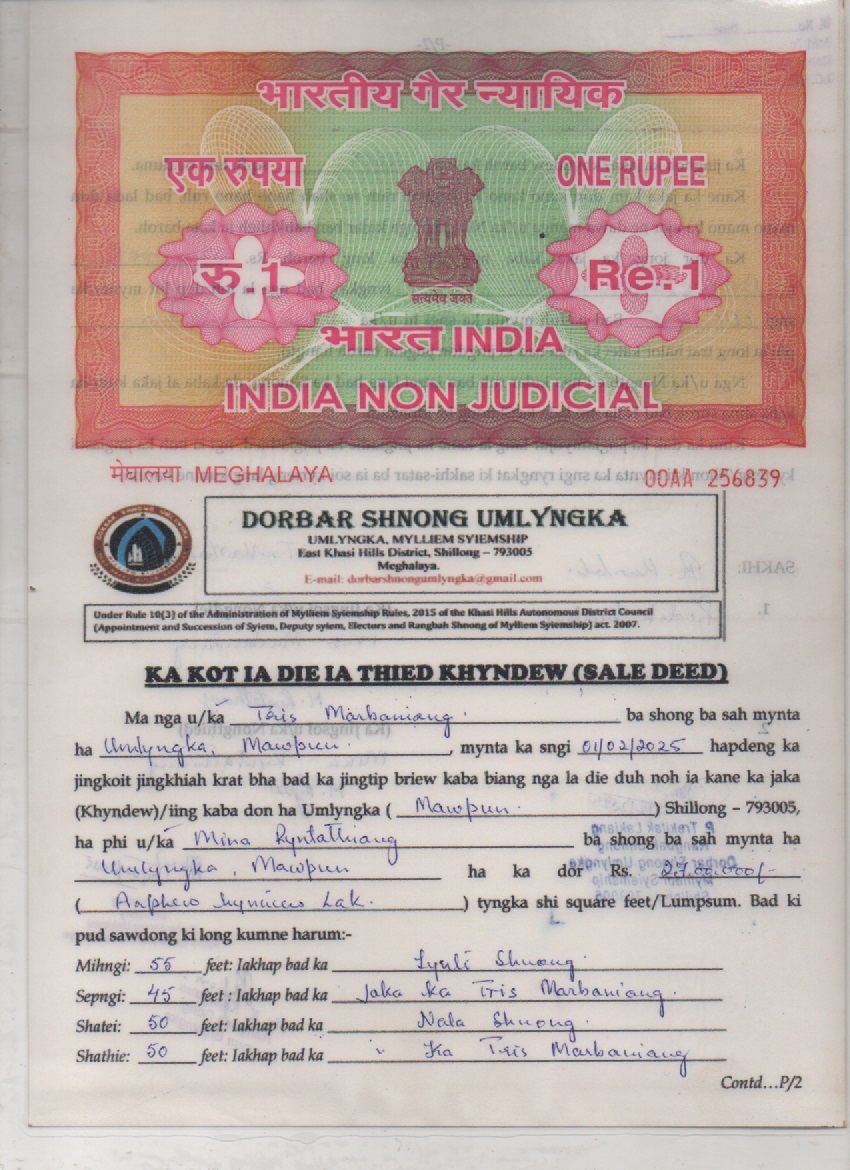 भारतीय गैर न्यायिक
एक रुपया ONE RUPEE
रु.1 Re.1
सत्यमेव जयते
भारत INDIA
INDIA NON JUDICIAL
मेघालया MEGHALAYA 00AA 256839
DORBAR SHNONG UMLYNGKA
UMLYNGKA, MYLLIEM SYIEMSHIP
East Khasi Hills District, Shillong – 793005
Meghalaya.
E-mail: dorbarshnongumlyngka@gmail.com
Under Rule 10(3) of the Administration of Mylliem Syiemship Rules, 2015 of the Khasi Hills Autonomous District Council
(Appointment and Succession of Syiem, Deputy syiem, Electors and Rangbah Shnong of Mylliem Syiemship) act. 2007.
KA KOT IA DIE IA THIED KHYNDEW (SALE DEED)
Ma nga u/ka Tris Marbaniang. ba shong ba sah mynta
ha Umlyngka, Mawpun. , mynta ka sngi 01/02/2025 hapdeng ka
jingkoit jingkhiah krat bha bad ka jingtip briew kaba biang nga la die duh noh ia kane ka jaka
(Khyndew)/iing kaba don ha Umlyngka ( Mawpun. ) Shillong – 793005,
ha phi u/ka Mina Ryntathiang ba shong ba sah mynta ha
Umlyngka, Mawpun ha ka dor Rs. 27,00,000/-
( Arphew hynniew Lak. ) tyngka shi square feet/Lumpsum. Bad ki
pud sawdong ki long kumne harum:-
Mihngi: 55 feet: Iakhap bad ka Lynti Shnong.
Sepngi: 45 feet : Iakhap bad ka Jaka ka Tris Marbaniang.
Shatei: 50 feet: Iakhap bad ka Nala Shnong.
Shathie: 50 feet: Iakhap bad ka " Ka Tris Marbaniang
Contd...P/2